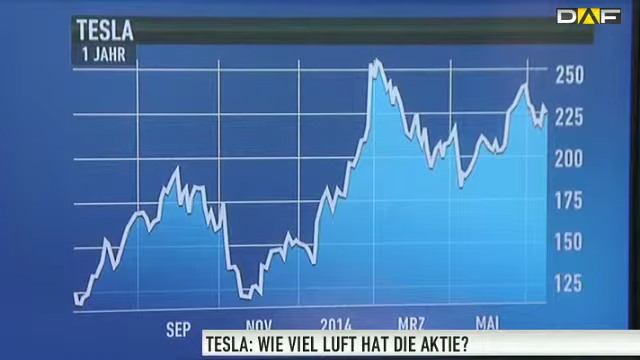 DAF
TESLA
1 JAHR
250
225
200
175
150
125
SEP NOV 2014 MRZ MAI
TESLA: WIE VIEL LUFT HAT DIE AKTIE?